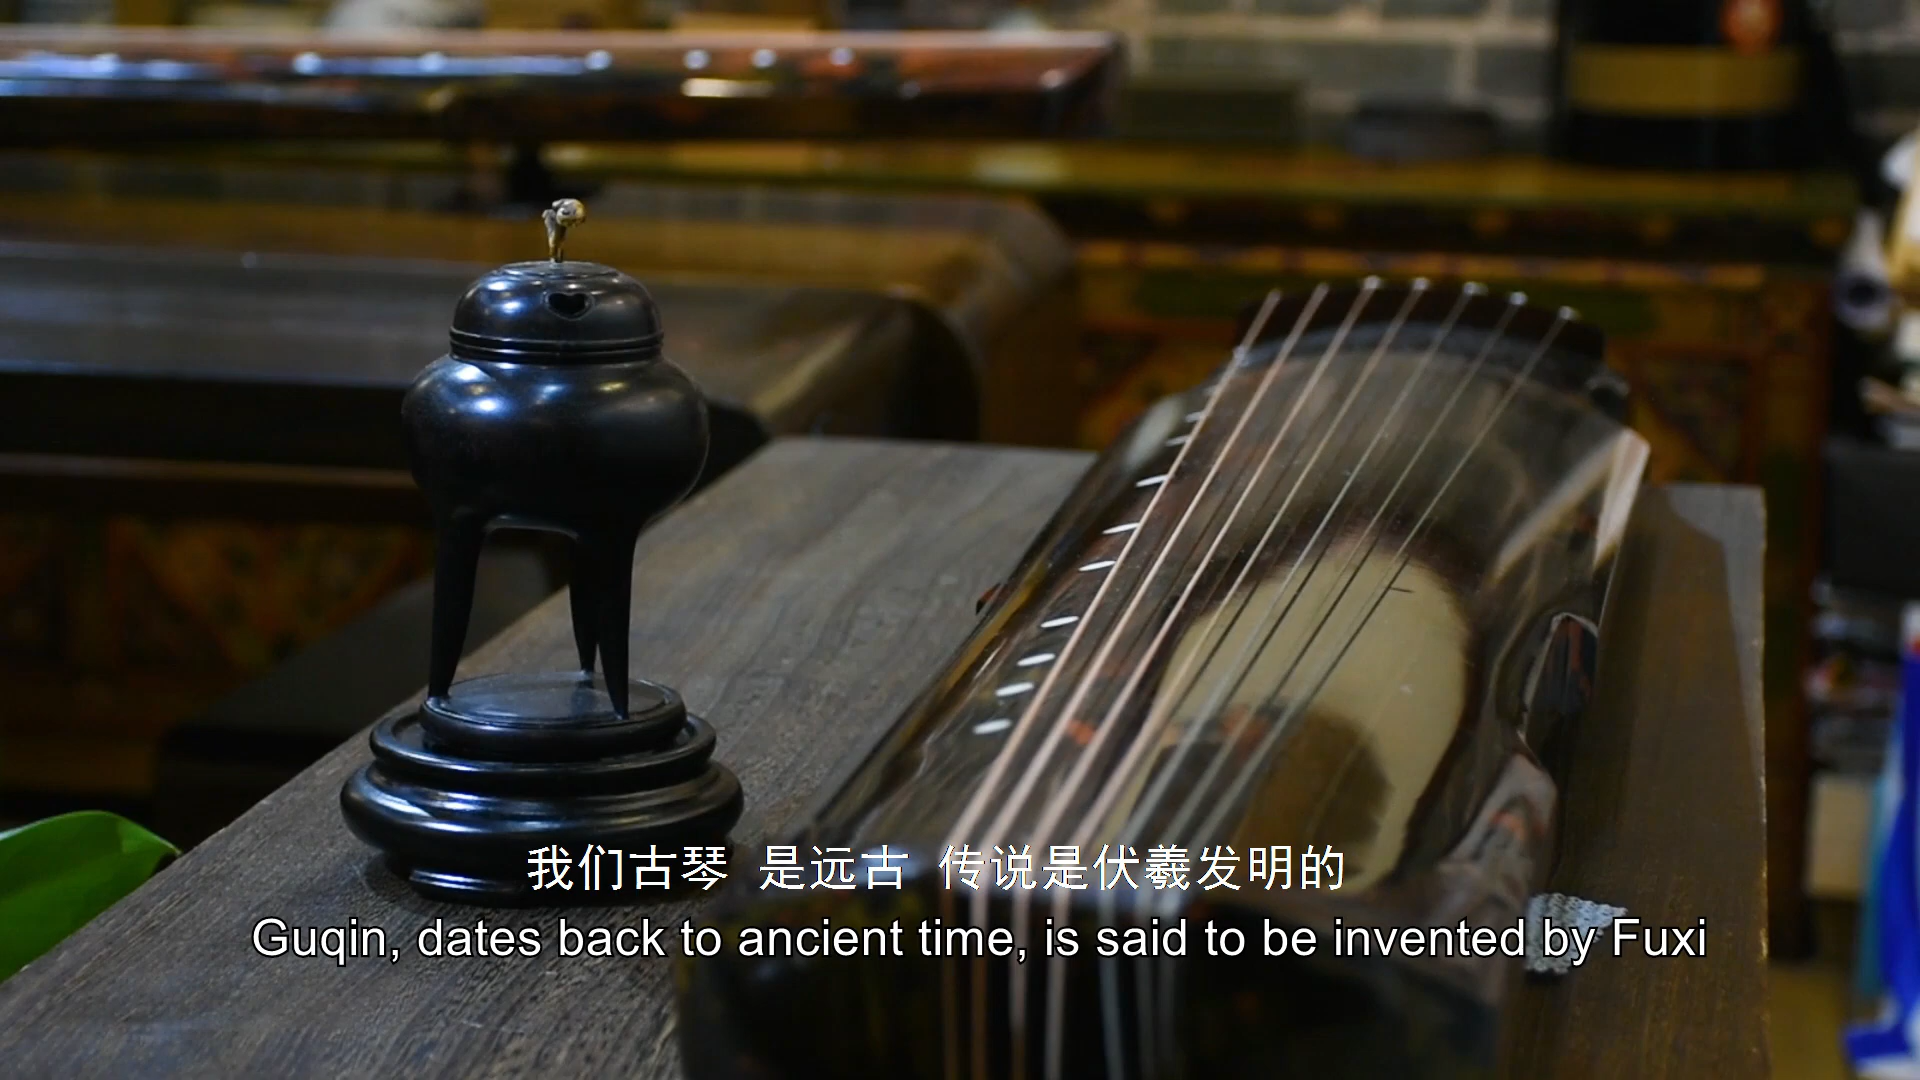 我们古琴 是远古 传说是伏羲发明的
Guqin, dates back to ancient time, is said to be invented by Fuxi